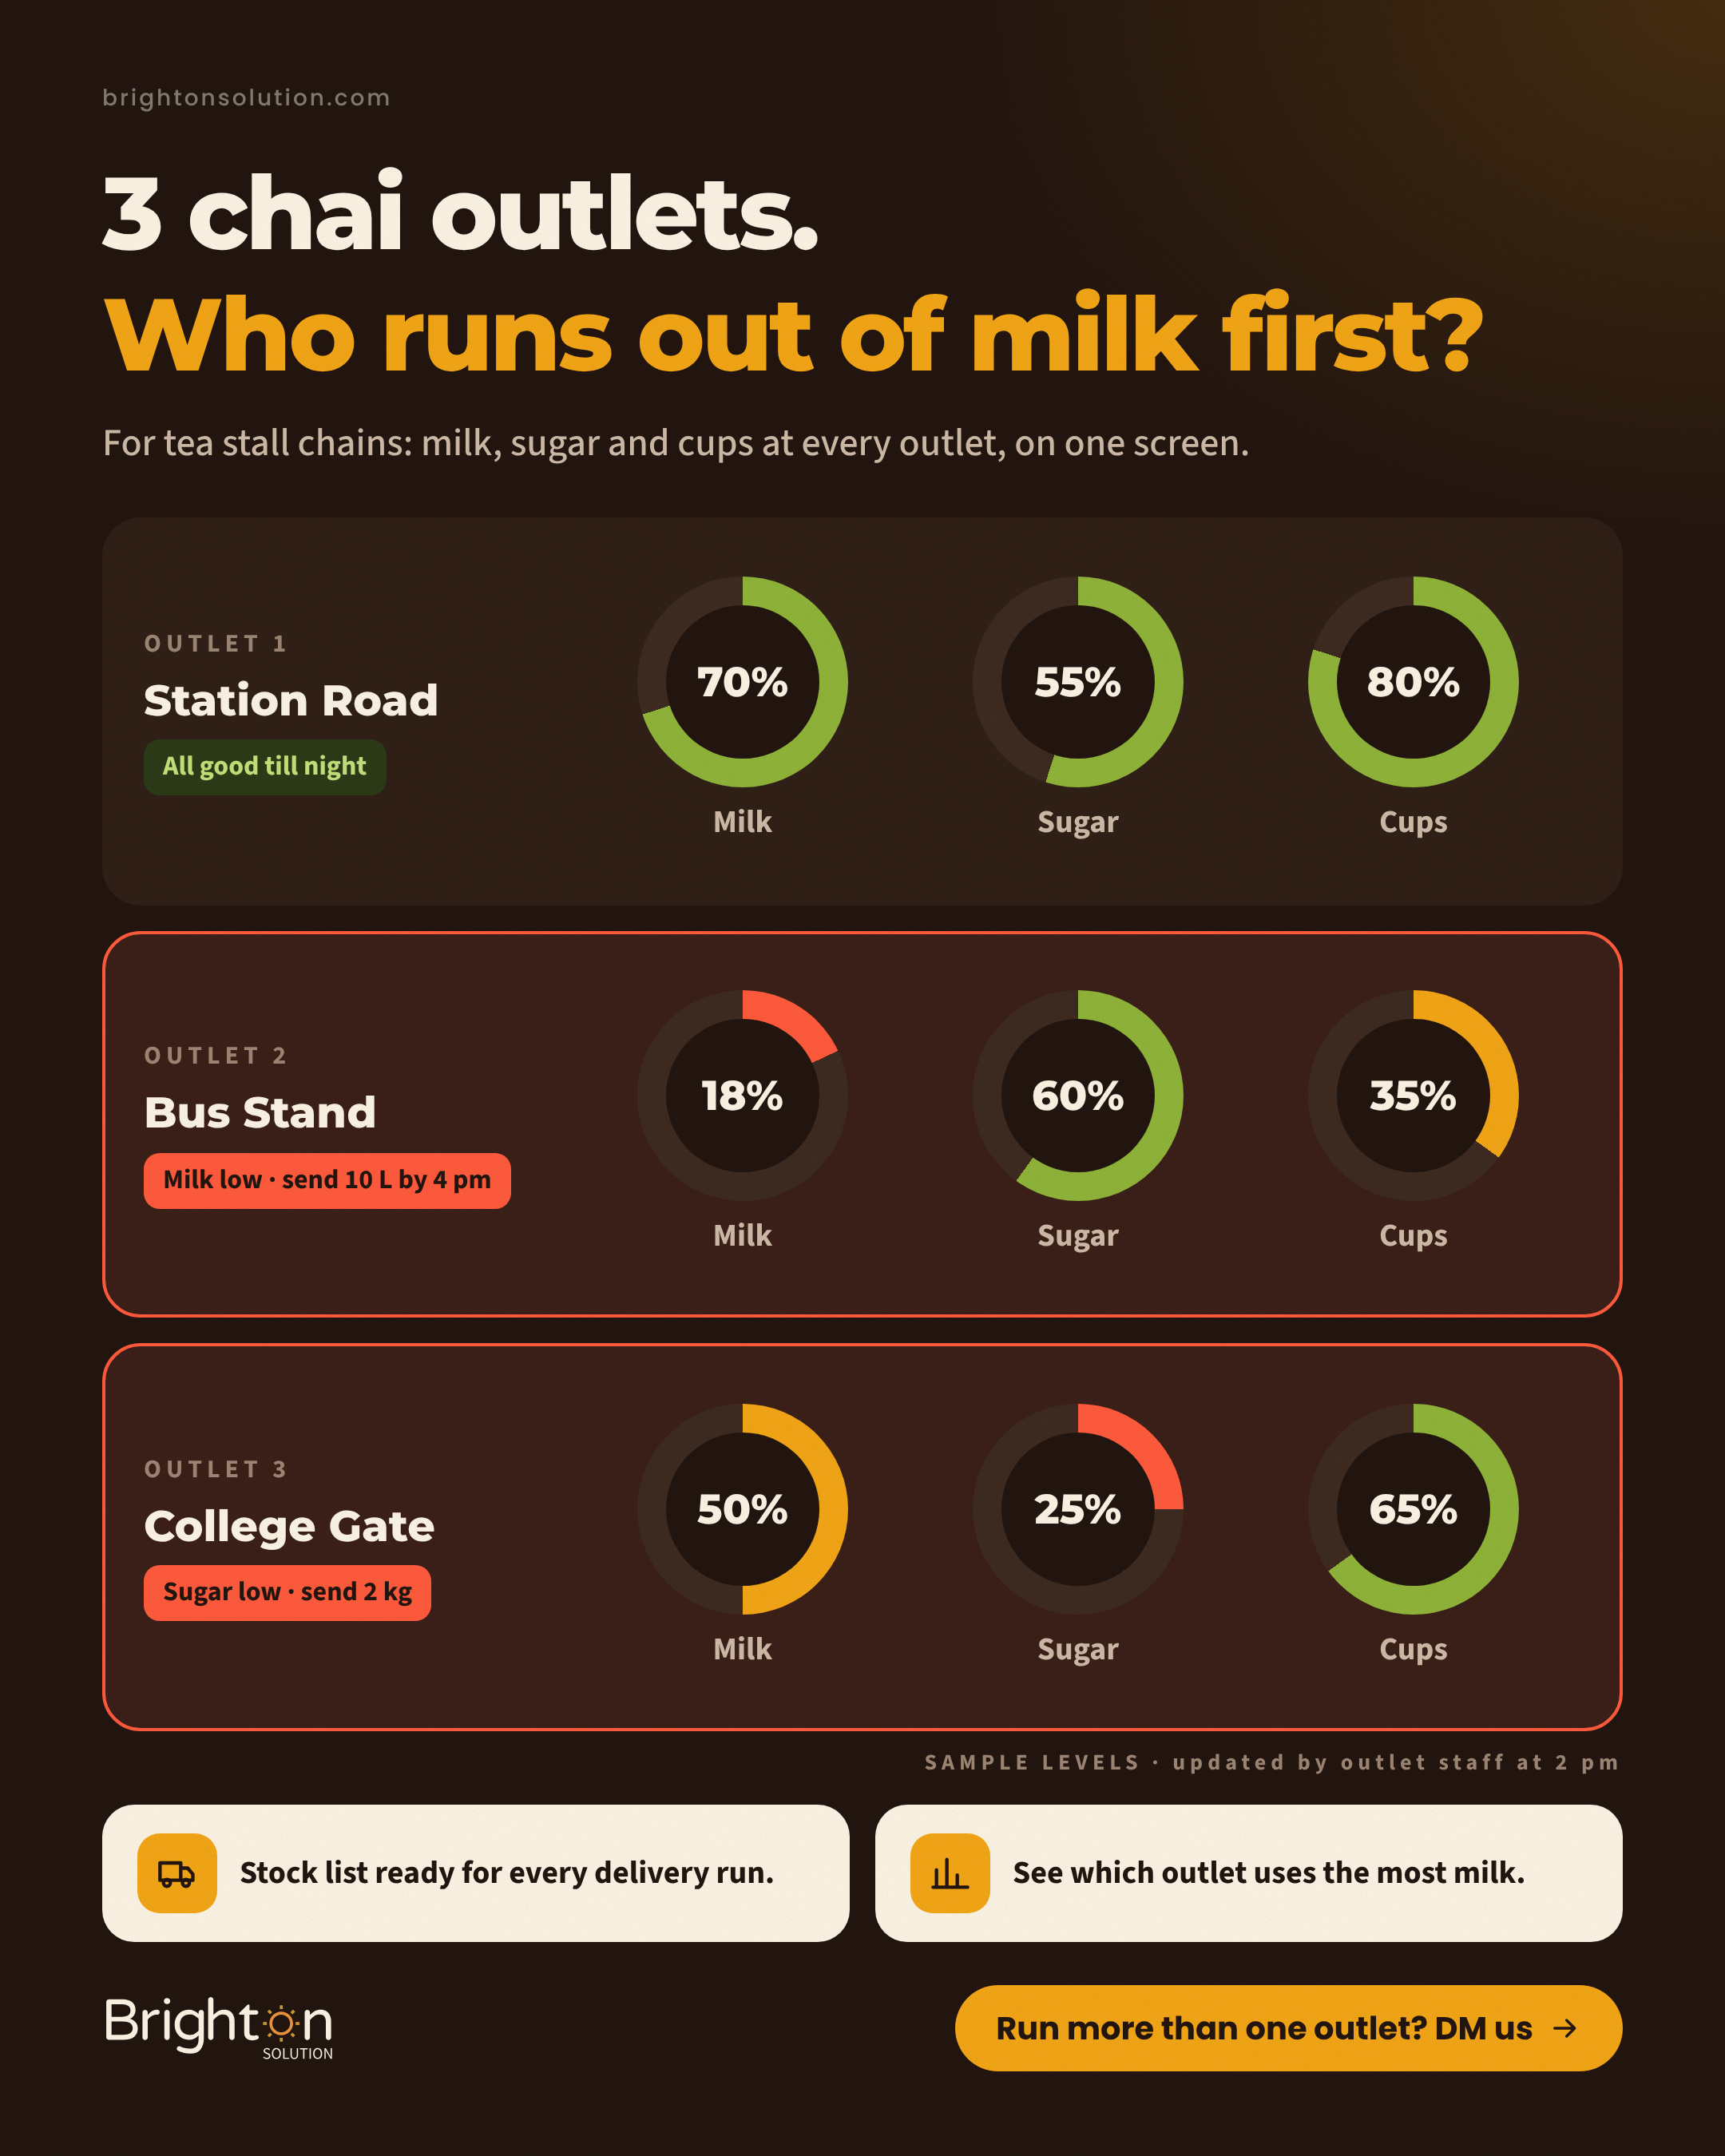 brightonsolution.com
3 chai outlets.
Who runs out of milk first?
For tea stall chains: milk, sugar and cups at every outlet, on one screen.
OUTLET 1
Station Road
All good till night
70%
Milk
55%
Sugar
80%
Cups
OUTLET 2
Bus Stand
Milk low · send 10 L by 4 pm
18%
Milk
60%
Sugar
35%
Cups
OUTLET 3
College Gate
Sugar low · send 2 kg
50%
Milk
25%
Sugar
65%
Cups
SAMPLE LEVELS · updated by outlet staff at 2 pm
Stock list ready for every delivery run.
See which outlet uses the most milk.
Brighton
SOLUTION
Run more than one outlet? DM us →